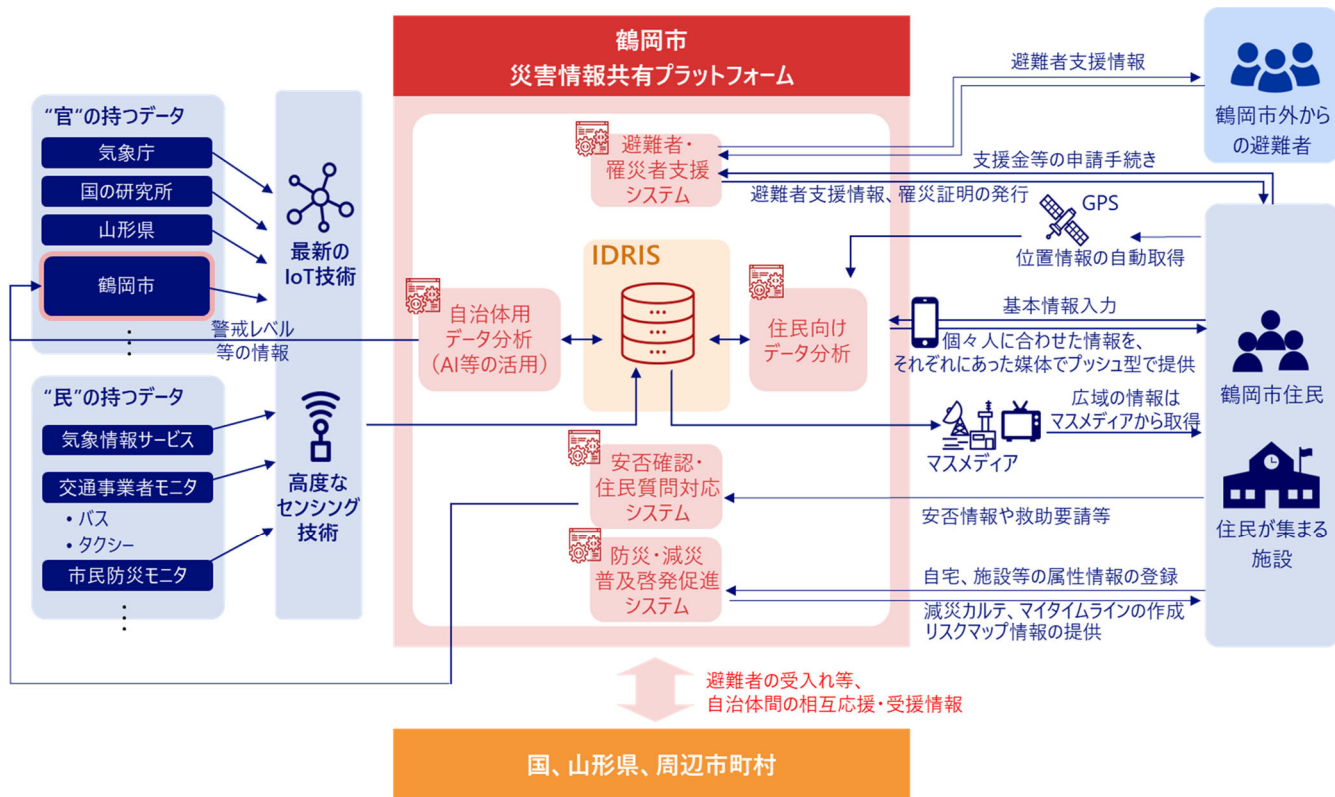 鶴岡市
災害情報共有プラットフォーム
“官“の持つデータ
気象庁
国の研究所
山形県
鶴岡市
⋮
警戒レベル
等の情報
“民”の持つデータ
気象情報サービス
交通事業者モニタ
・バス
・タクシー
市民防災モニタ
⋮
最新の
IoT技術
高度な
センシング
技術
避難者・
罹災者支援
システム
IDRIS
自治体用
データ分析
(AI等の活用)
住民向け
データ分析
安否確認・
住民質問対応
システム
防災・減災
普及啓発促進
システム
避難者支援情報
支援金等の申請手続き
避難者支援情報、罹災証明の発行
GPS
位置情報の自動取得
基本情報入力
個々人に合わせた情報を、
それぞれにあった媒体でプッシュ型で提供
広域の情報は
マスメディアから取得
マスメディア
安否情報や救助要請等
自宅、施設等の属性情報の登録
減災カルテ、マイタイムラインの作成
リスクマップ情報の提供
鶴岡市外から
の避難者
鶴岡市住民
住民が集まる
施設
避難者の受入れ等、
自治体間の相互応援・受援情報
国、山形県、周辺市町村